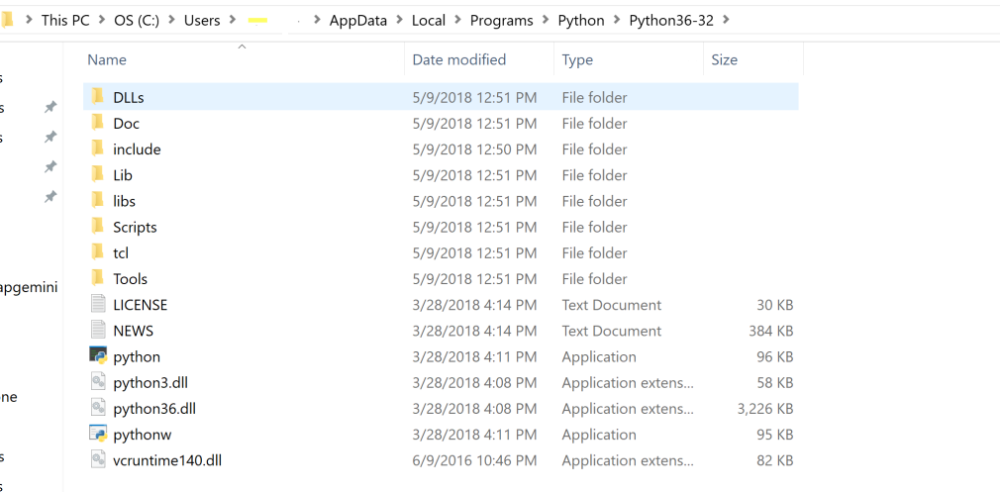 This PC > OS (C:) > Users > > AppData > Local > Programs > Python > Python36-32 >
Name Date modified Type Size
DLLs 5/9/2018 12:51 PM File folder
Doc 5/9/2018 12:51 PM File folder
include 5/9/2018 12:50 PM File folder
Lib 5/9/2018 12:51 PM File folder
libs 5/9/2018 12:51 PM File folder
Scripts 5/9/2018 12:51 PM File folder
tcl 5/9/2018 12:51 PM File folder
Tools 5/9/2018 12:51 PM File folder
apgemini LICENSE 3/28/2018 4:14 PM Text Document 30 KB
NEWS 3/28/2018 4:14 PM Text Document 384 KB
python 3/28/2018 4:11 PM Application 96 KB
python3.dll 3/28/2018 4:08 PM Application extens... 58 KB
ne python36.dll 3/28/2018 4:08 PM Application extens... 3,226 KB
pythonw 3/28/2018 4:11 PM Application 95 KB
vcruntime140.dll 6/9/2016 10:46 PM Application extens... 82 KB